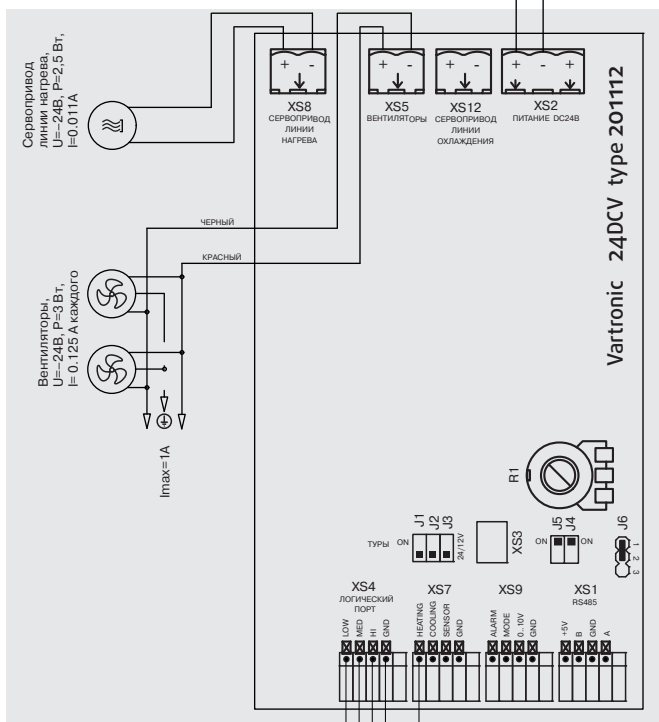 Сервопривод
линии нагрева,
U=~24В, P=2,5 Вт,
I=0.011A
+ -
XS8
СЕРВОПРИВОД
ЛИНИИ
НАГРЕВА
+ -
XS5
ВЕНТИЛЯТОРЫ
+ -
XS12
СЕРВОПРИВОД
ЛИНИИ
ОХЛАЖДЕНИЯ
+ - +
XS2
ПИТАНИЕ DC24В
Vartronic 24DCV type 201112
ЧЕРНЫЙ
КРАСНЫЙ
Вентиляторы,
U=~24В, P=3 Вт,
I= 0.125 А каждого
Imax=1A
R1
ТУРЫ
ON
J1
J2
J3
24/12V
XS3
ON
J5
J4
ON
J6
1
2
3
XS4
ЛОГИЧЕСКИЙ
ПОРТ
LOW
MED
HI
GND
XS7
HEATING
COOLING
SENSOR
GND
XS9
ALARM
MODE
0...10V
GND
XS1
RS485
+5V
B
GND
A